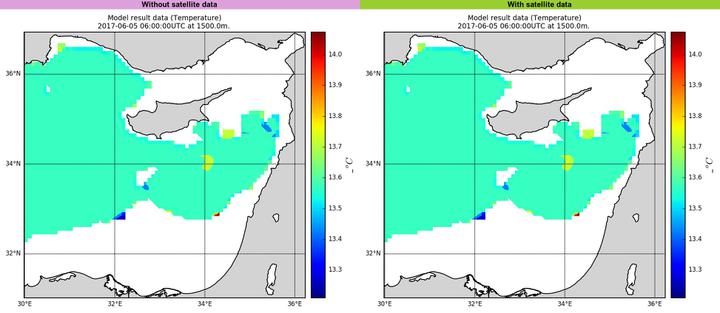 Without satellite data
With satellite data
Model result data (Temperature)
2017-06-05 06:00:00UTC at 1500.0m.
36°N
34°N
32°N
30°E
32°E
34°E
36°E
14.0
13.9
13.8
13.7
13.6
13.5
13.4
13.3
°C
Model result data (Temperature)
2017-06-05 06:00:00UTC at 1500.0m.
36°N
34°N
32°N
30°E
32°E
34°E
36°E
14.0
13.9
13.8
13.7
13.6
13.5
13.4
13.3
°C